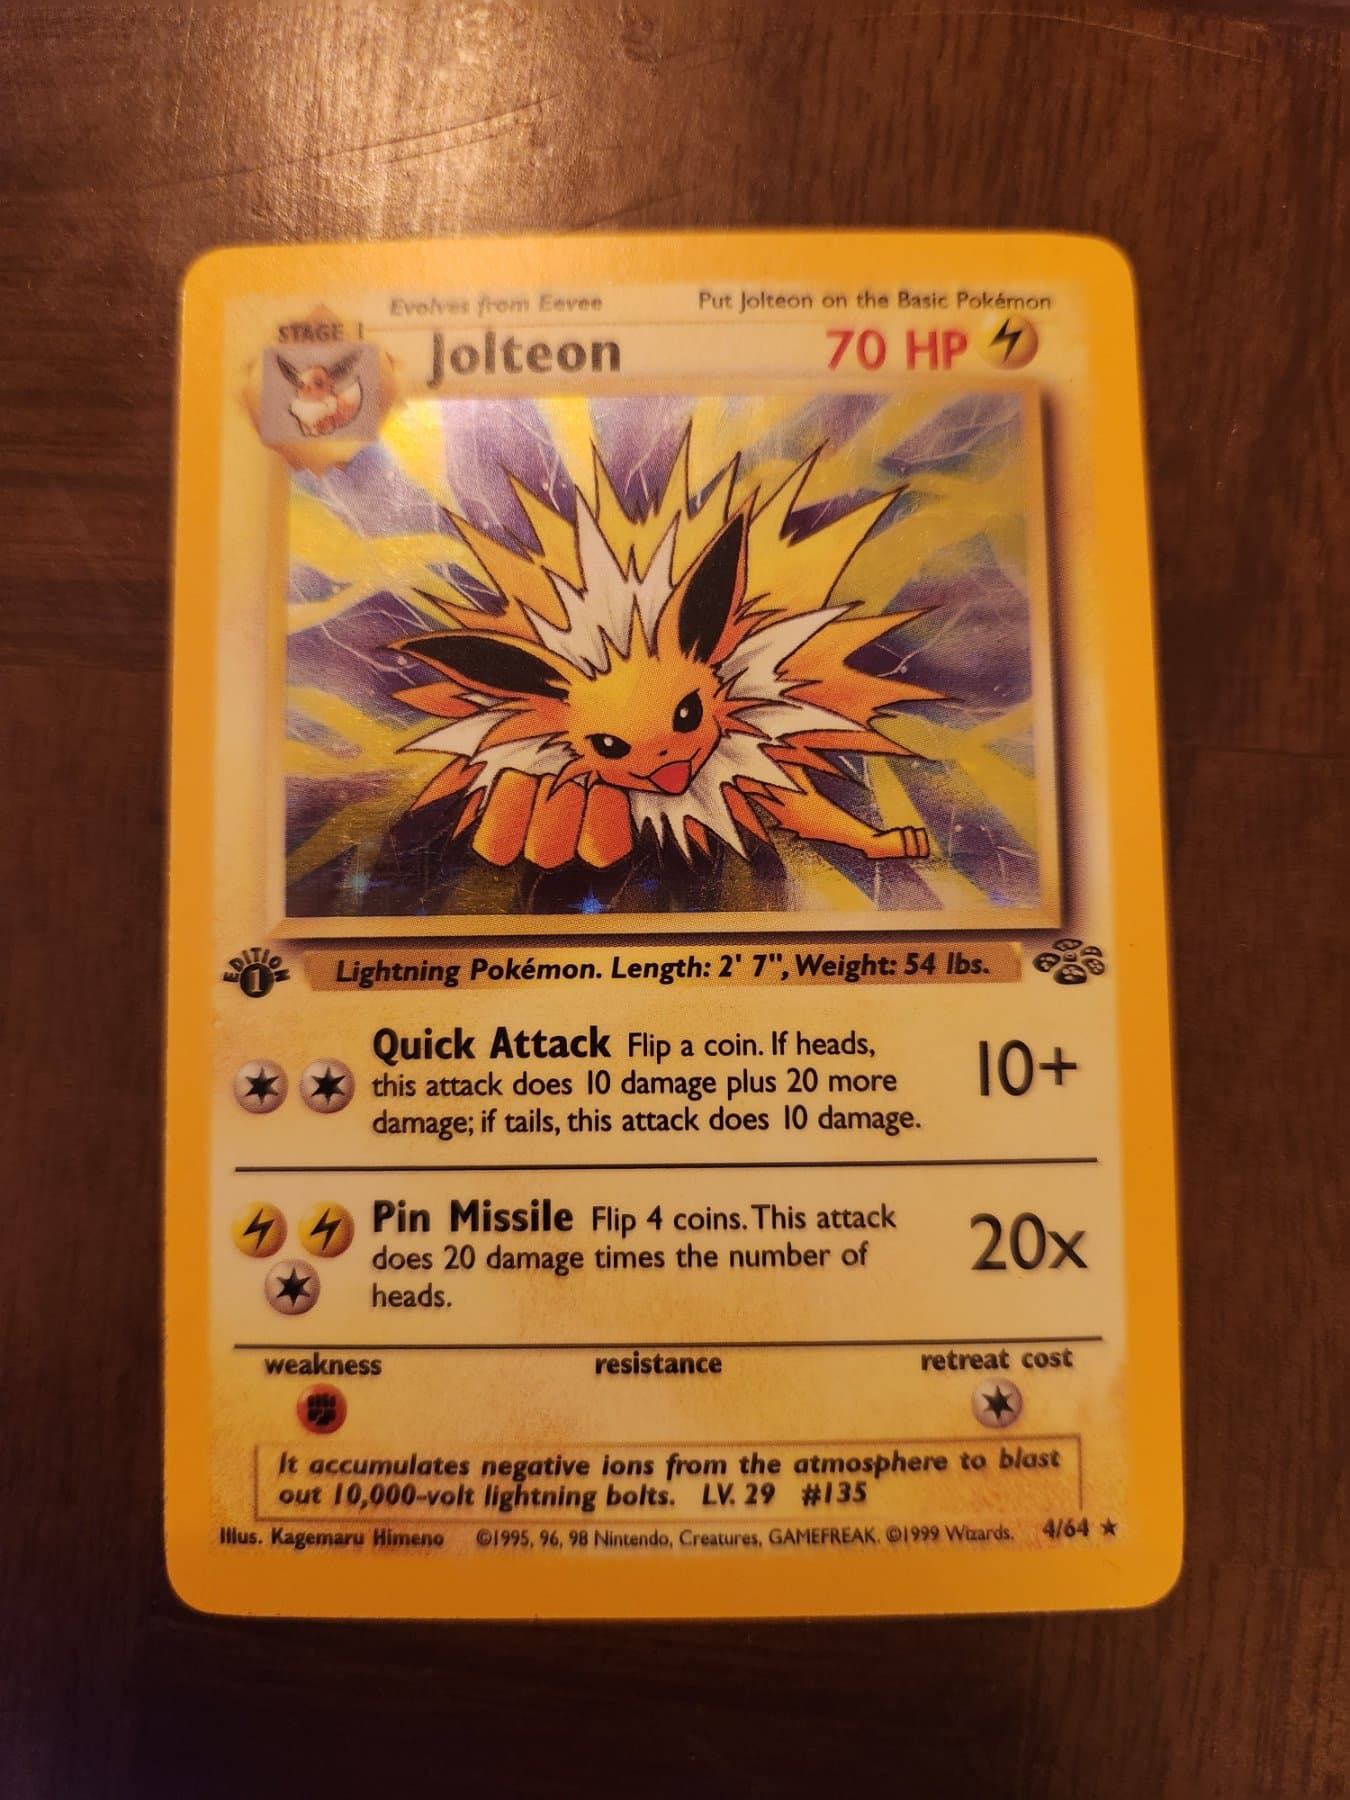 Evolves from Eevee Put Jolteon on the Basic Pokémon
STAGE 1 Jolteon 70 HP
EDITION 1
Lightning Pokémon. Length: 2' 7", Weight: 54 lbs.
Quick Attack Flip a coin. If heads,
this attack does 10 damage plus 20 more
damage; if tails, this attack does 10 damage.
10+
Pin Missile Flip 4 coins. This attack
does 20 damage times the number of
heads.
20x
weakness resistance retreat cost
It accumulates negative ions from the atmosphere to blast
out 10,000-volt lightning bolts. LV. 29 #135
Illus. Kagemaru Himeno ©1995, 96, 98 Nintendo, Creatures, GAMEFREAK. ©1999 Wizards. 4/64 ★